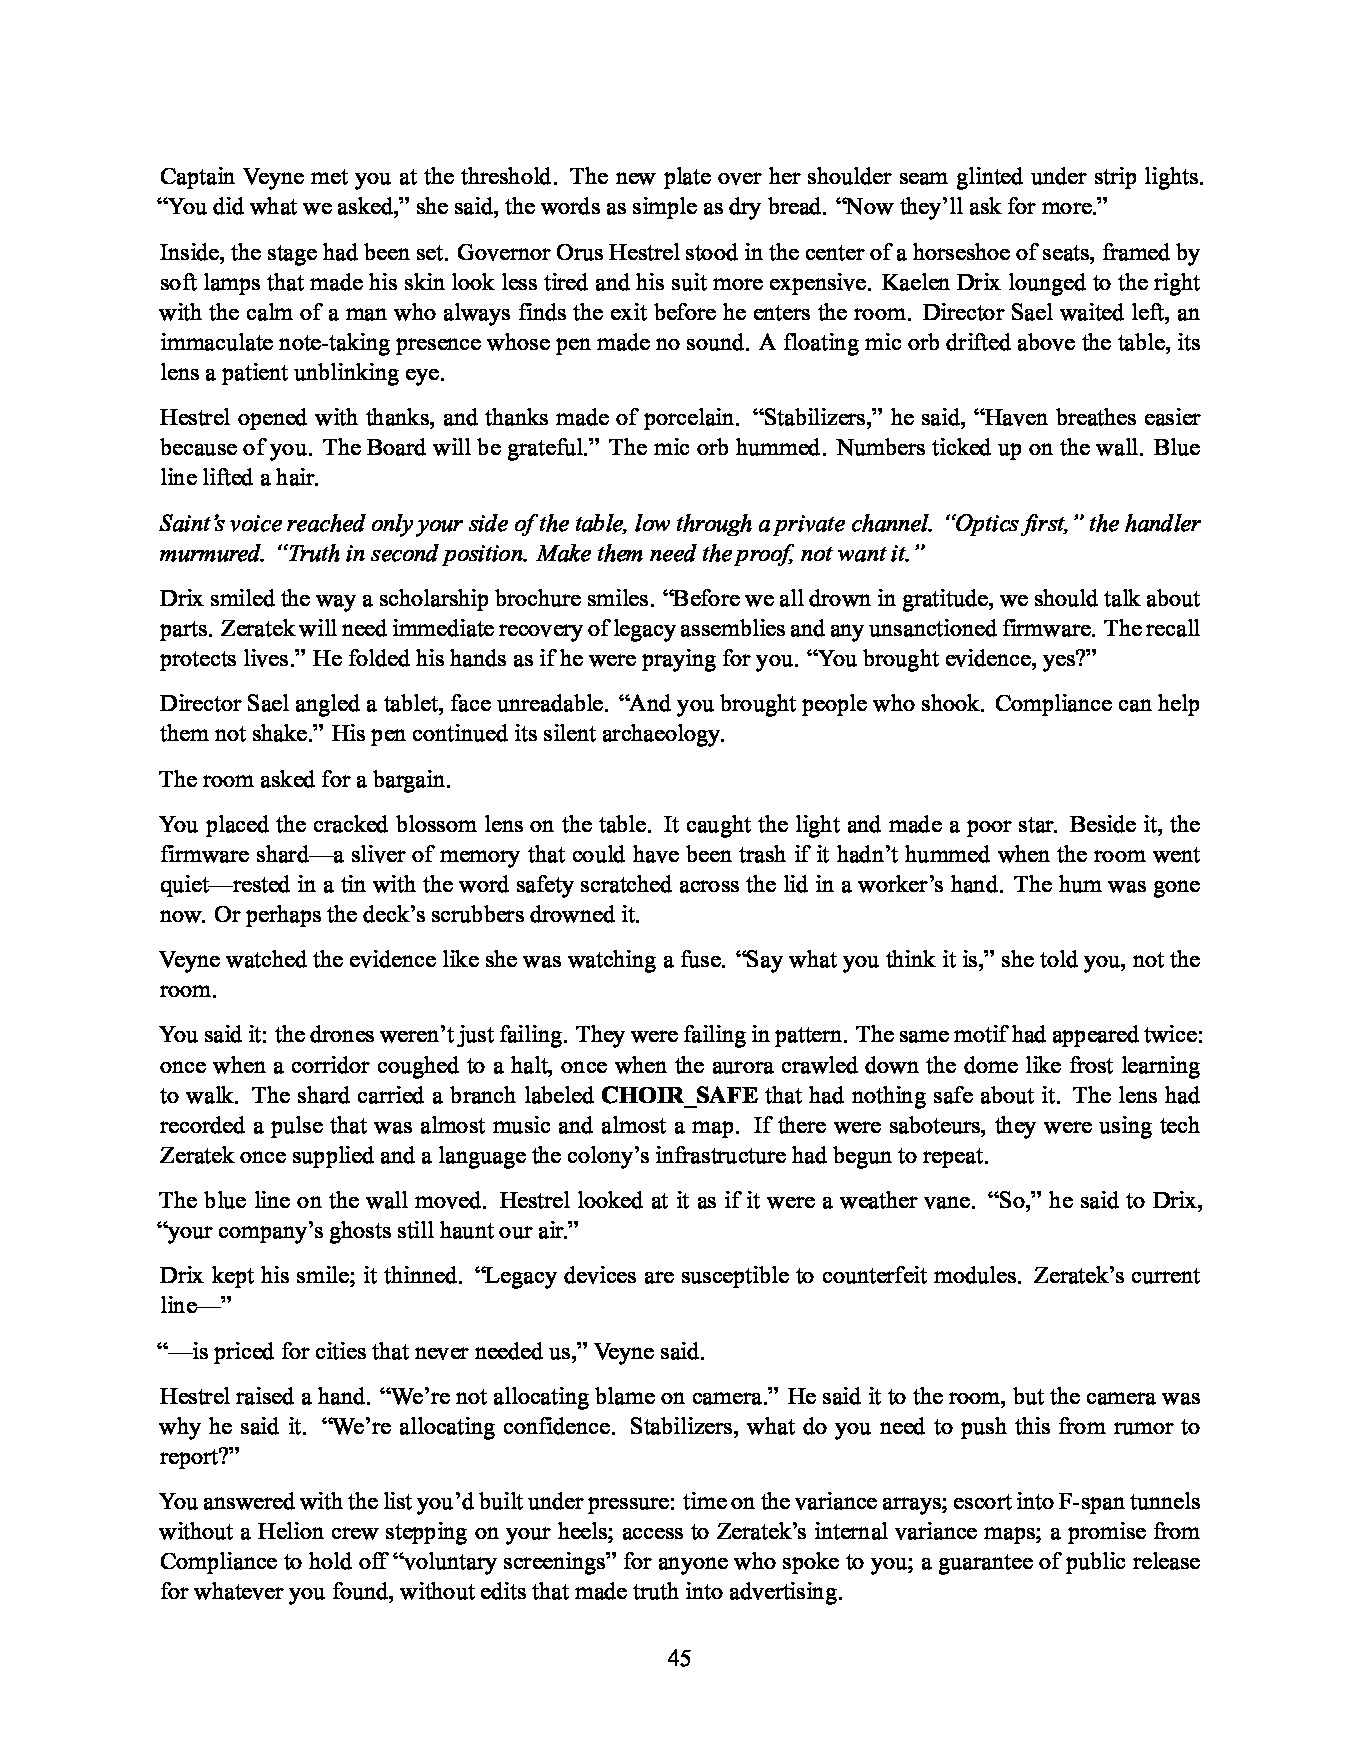 Captain Veyne met you at the threshold. The new plate over her shoulder seam glinted under strip lights.
“You did what we asked,” she said, the words as simple as dry bread. “Now they’ll ask for more.”
Inside, the stage had been set. Governor Orus Hestrel stood in the center of a horseshoe of seats, framed by
soft lamps that made his skin look less tired and his suit more expensive. Kaelen Drix lounged to the right
with the calm of a man who always finds the exit before he enters the room. Director Sael waited left, an
immaculate note-taking presence whose pen made no sound. A floating mic orb drifted above the table, its
lens a patient unblinking eye.
Hestrel opened with thanks, and thanks made of porcelain. “Stabilizers,” he said, “Haven breathes easier
because of you. The Board will be grateful.” The mic orb hummed. Numbers ticked up on the wall. Blue
line lifted a hair.
Saint’s voice reached only your side of the table, low through a private channel. “Optics first,” the handler
murmured. “Truth in second position. Make them need the proof, not want it.”
Drix smiled the way a scholarship brochure smiles. “Before we all drown in gratitude, we should talk about
parts. Zeratek will need immediate recovery of legacy assemblies and any unsanctioned firmware. The recall
protects lives.” He folded his hands as if he were praying for you. “You brought evidence, yes?”
Director Sael angled a tablet, face unreadable. “And you brought people who shook. Compliance can help
them not shake.” His pen continued its silent archaeology.
The room asked for a bargain.
You placed the cracked blossom lens on the table. It caught the light and made a poor star. Beside it, the
firmware shard—a sliver of memory that could have been trash if it hadn’t hummed when the room went
quiet—rested in a tin with the word safety scratched across the lid in a worker’s hand. The hum was gone
now. Or perhaps the deck’s scrubbers drowned it.
Veyne watched the evidence like she was watching a fuse. “Say what you think it is,” she told you, not the
room.
You said it: the drones weren’t just failing. They were failing in pattern. The same motif had appeared twice:
once when a corridor coughed to a halt, once when the aurora crawled down the dome like frost learning
to walk. The shard carried a branch labeled CHOIR_SAFE that had nothing safe about it. The lens had
recorded a pulse that was almost music and almost a map. If there were saboteurs, they were using tech
Zeratek once supplied and a language the colony’s infrastructure had begun to repeat.
The blue line on the wall moved. Hestrel looked at it as if it were a weather vane. “So,” he said to Drix,
“your company’s ghosts still haunt our air.”
Drix kept his smile; it thinned. “Legacy devices are susceptible to counterfeit modules. Zeratek’s current
line—”
“—is priced for cities that never needed us,” Veyne said.
Hestrel raised a hand. “We’re not allocating blame on camera.” He said it to the room, but the camera was
why he said it. “We’re allocating confidence. Stabilizers, what do you need to push this from rumor to
report?”
You answered with the list you’d built under pressure: time on the variance arrays; escort into F-span tunnels
without a Helion crew stepping on your heels; access to Zeratek’s internal variance maps; a promise from
Compliance to hold off “voluntary screenings” for anyone who spoke to you; a guarantee of public release
for whatever you found, without edits that made truth into advertising.
45